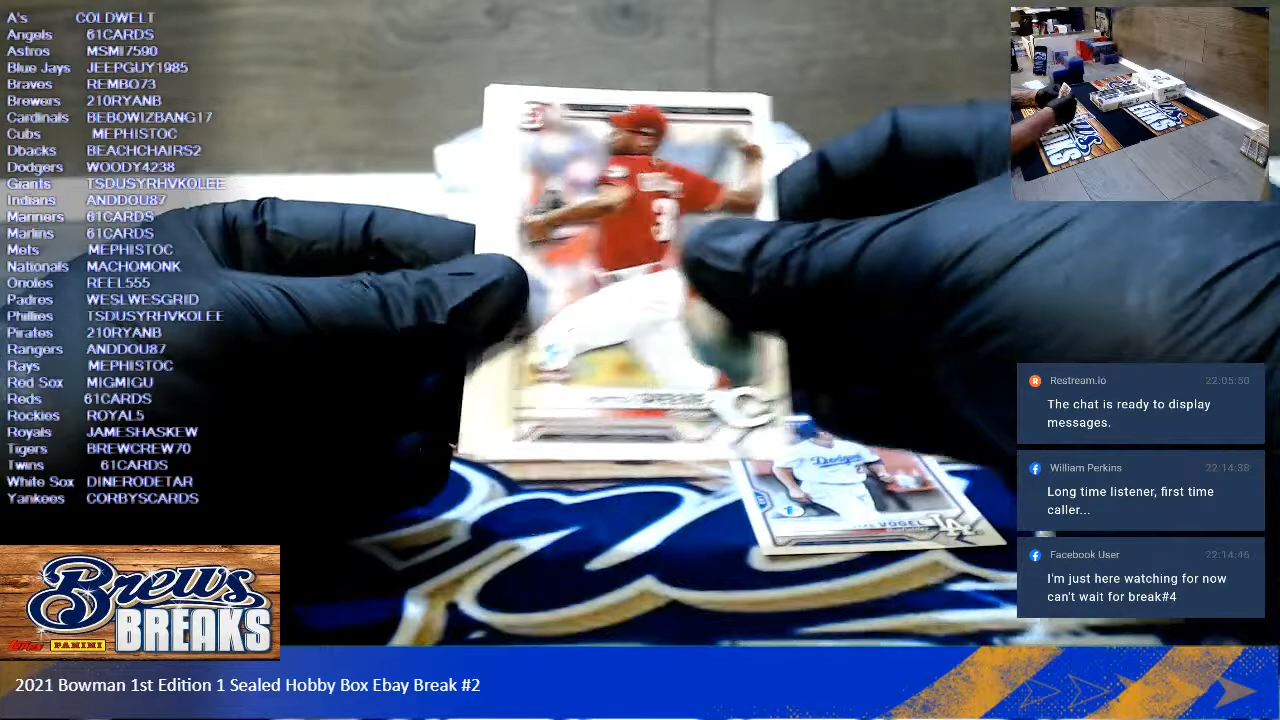 A's COLDWELT
Angels 61CARDS
Astros MSMI7590
Blue Jays JEEPGUY1985
Braves REMBO73
Brewers 210RYANB
Cardinals BEBOWIZBANG17
Cubs MEPHISTOC
Dbacks BEACHCHAIRS2
Dodgers WOODY4238
Giants TSDUSYRHVKOLEE
Indians ANDDOU87
Mariners 61CARDS
Marlins 61CARDS
Mets MEPHISTOC
Nationals MACHOMONK
Orioles REEL555
Padres WESLWESGRID
Phillies TSDUSYRHVKOLEE
Pirates 210RYANB
Rangers ANDDOU87
Rays MEPHISTOC
Red Sox MIGMIGU
Reds 61CARDS
Rockies ROYAL5
Royals JAMESHASKEW
Tigers BREWCREW70
Twins 61CARDS
White Sox DINERODETAR
Yankees CORBYSCARDS
Restream.io 22:05:50
The chat is ready to display
messages.
William Perkins 22:14:38
Long time listener, first time
caller...
Facebook User 22:14:46
I'm just here watching for now
can't wait for break#4
Dodgers
VOGEL
LA
Brews
BREAKS
Topps PANINI
2021 Bowman 1st Edition 1 Sealed Hobby Box Ebay Break #2